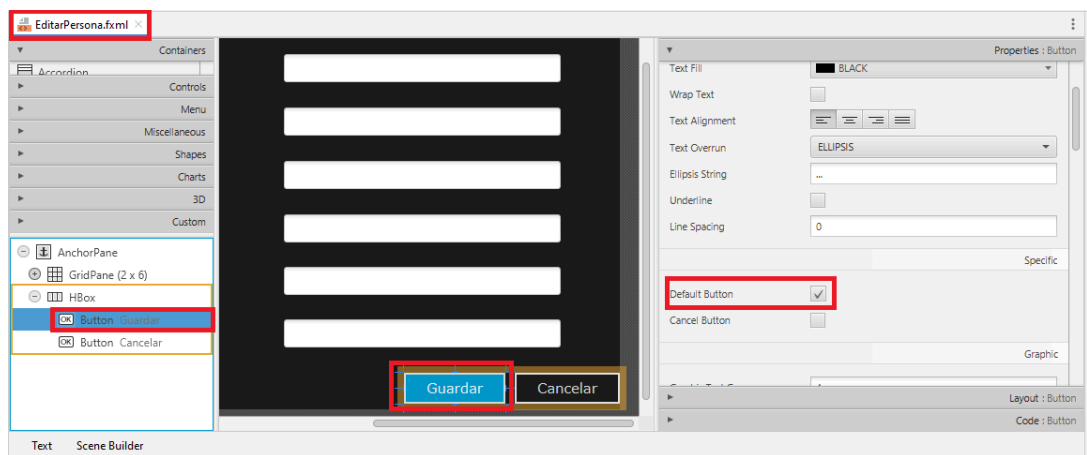 EditarPersona.fxml
Containers
Accordion
Controls
Menu
Miscellaneous
Shapes
Charts
3D
Custom
AnchorPane
GridPane (2 x 6)
HBox
OK Button Guardar
OK Button Cancelar
Guardar Cancelar
Properties : Button
Text Fill BLACK
Wrap Text
Text Alignment
Text Overrun ELLIPSIS
Ellipsis String ...
Underline
Line Spacing 0
Specific
Default Button
Cancel Button
Graphic
Layout : Button
Code : Button
Text Scene Builder